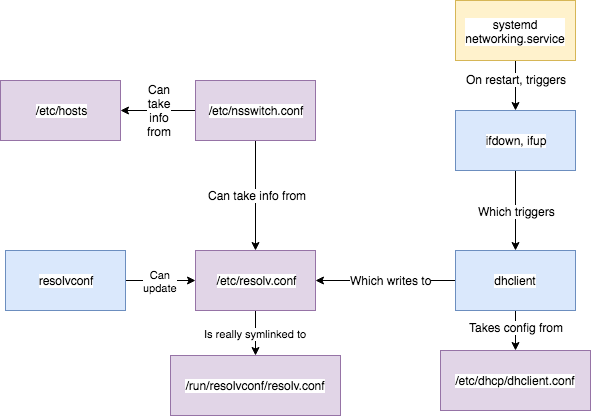 systemd
networking.service
On restart, triggers
Can
take
info
from
/etc/hosts
/etc/nsswitch.conf
ifdown, ifup
Can take info from
Which triggers
resolvconf
Can
update
/etc/resolv.conf
Which writes to
dhclient
Is really symlinked to
Takes config from
/run/resolvconf/resolv.conf
/etc/dhcp/dhclient.conf